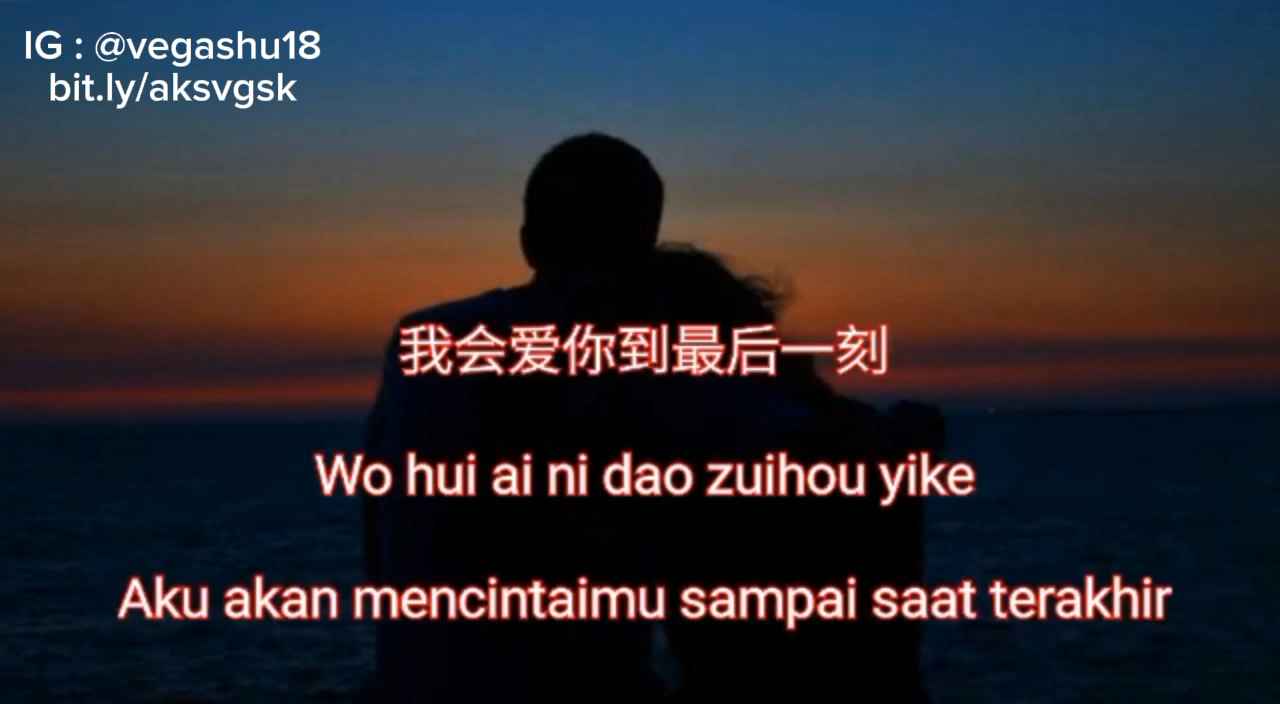 IG : @vegashu18
bit.ly/aksvgsk
我会爱你到最后一刻
Wo hui ai ni dao zuihou yike
Aku akan mencintaimu sampai saat terakhir